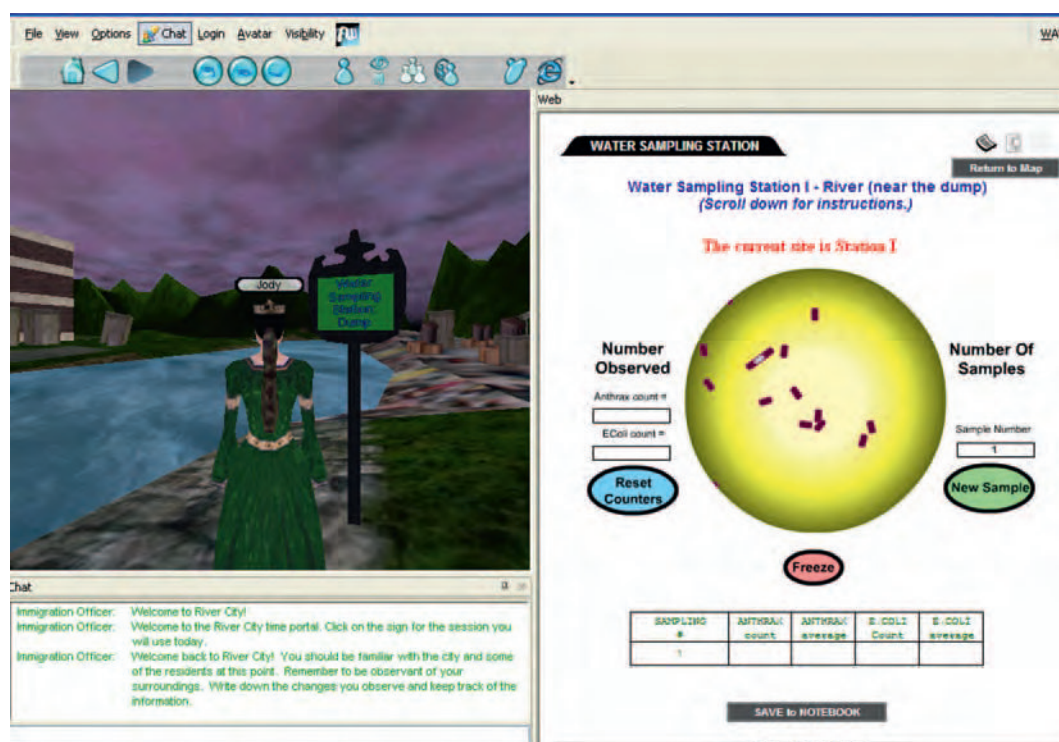 File View Options Chat Login Avatar Visibility
Web
WATER SAMPLING STATION
Return to Map
Water Sampling Station I - River (near the dump)
(Scroll down for instructions.)
The current site is Station I
Jody
Water
Sampling
Station:
Dump
Number
Observed
Anthrax count =
EColi count =
Reset
Counters
Number Of
Samples
Sample Number
1
New Sample
Freeze
SAMPLING ANTHRAX ANTHRAX E.COLI E.COLI
# count average Count average
1
SAVE to NOTEBOOK
Chat
Immigration Officer: Welcome to River City!
Immigration Officer: Welcome to the River City time portal. Click on the sign for the session you
will use today.
Immigration Officer: Welcome back to River City! You should be familiar with the city and some
of the residents at this point. Remember to be observant of your
surroundings. Write down the changes you observe and keep track of the
information.